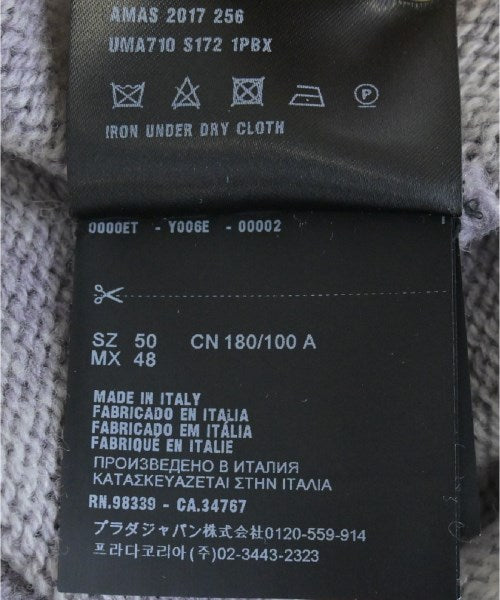 AMAS 2017 256
UMA710 S172 1PBX
P
IRON UNDER DRY CLOTH
0000ET - Y006E - 00002
SZ 50 CN 180/100 A
MX 48
MADE IN ITALY
FABRICADO EN ITALIA
FABRICADO EM ITÁLIA
FABRIQUÉ EN ITALIE
ПРОИЗВЕДЕНО В ИТАЛИЯ
ΚΑΤΑΣΚΕΥΑΖΕΤΑΙ ΣΤΗΝ ΙΤΑΛΙΑ
RN.98339 - CA.34767
プラダジャパン株式会社0120-559-914
프라다코리아(주)02-3443-2323